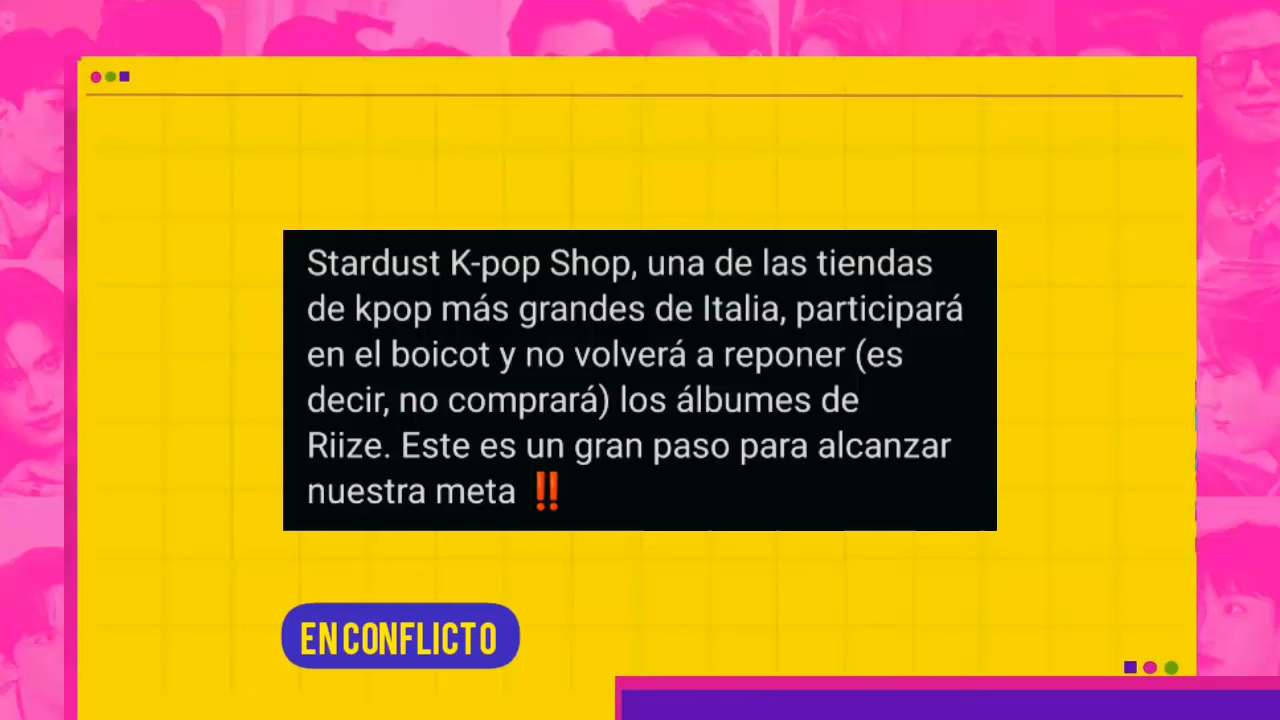 Stardust K-pop Shop, una de las tiendas
de kpop más grandes de Italia, participará
en el boicot y no volverá a reponer (es
decir, no comprará) los álbumes de
Riize. Este es un gran paso para alcanzar
nuestra meta ‼️
EN CONFLICTO